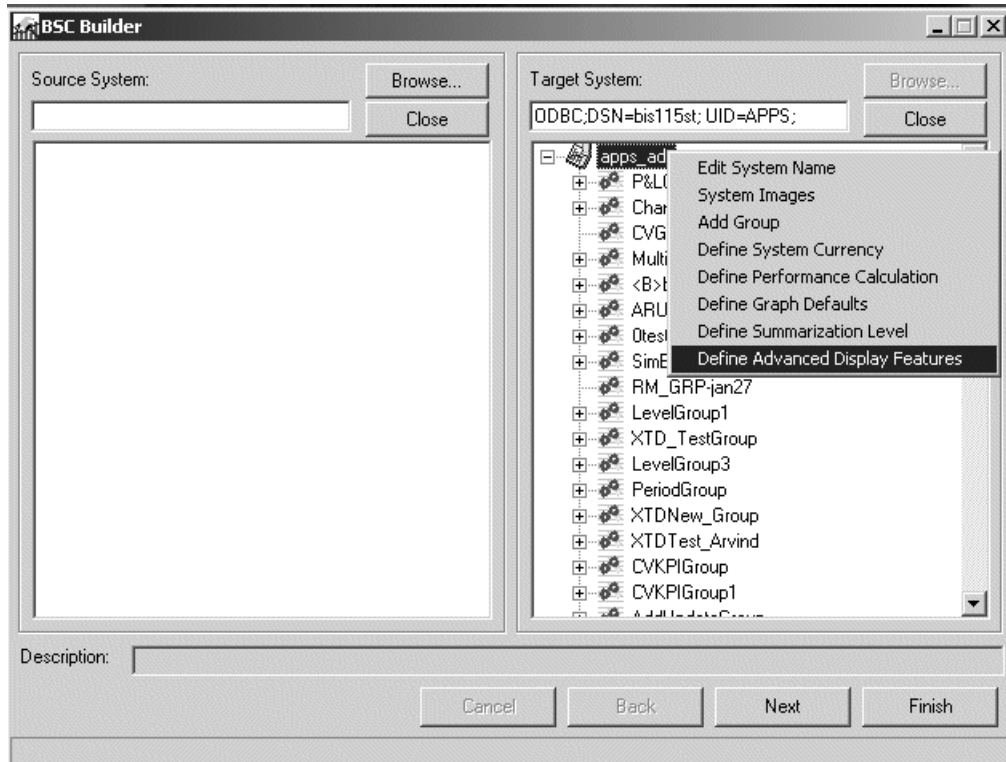 BSC Builder
Source System:
Browse...
Close
Target System:
Browse...
ODBC;DSN=bis115st; UID=APPS;
Close
apps_ad
P&L
Char
CVG
Multi
<B>
ARU
0test
SimE
RM_GRP-jan27
LevelGroup1
XTD_TestGroup
LevelGroup3
PeriodGroup
XTDNew_Group
XTDTest_Arvind
CVKPIGroup
CVKPIGroup1
Edit System Name
System Images
Add Group
Define System Currency
Define Performance Calculation
Define Graph Defaults
Define Summarization Level
Define Advanced Display Features
Description:
Cancel
Back
Next
Finish